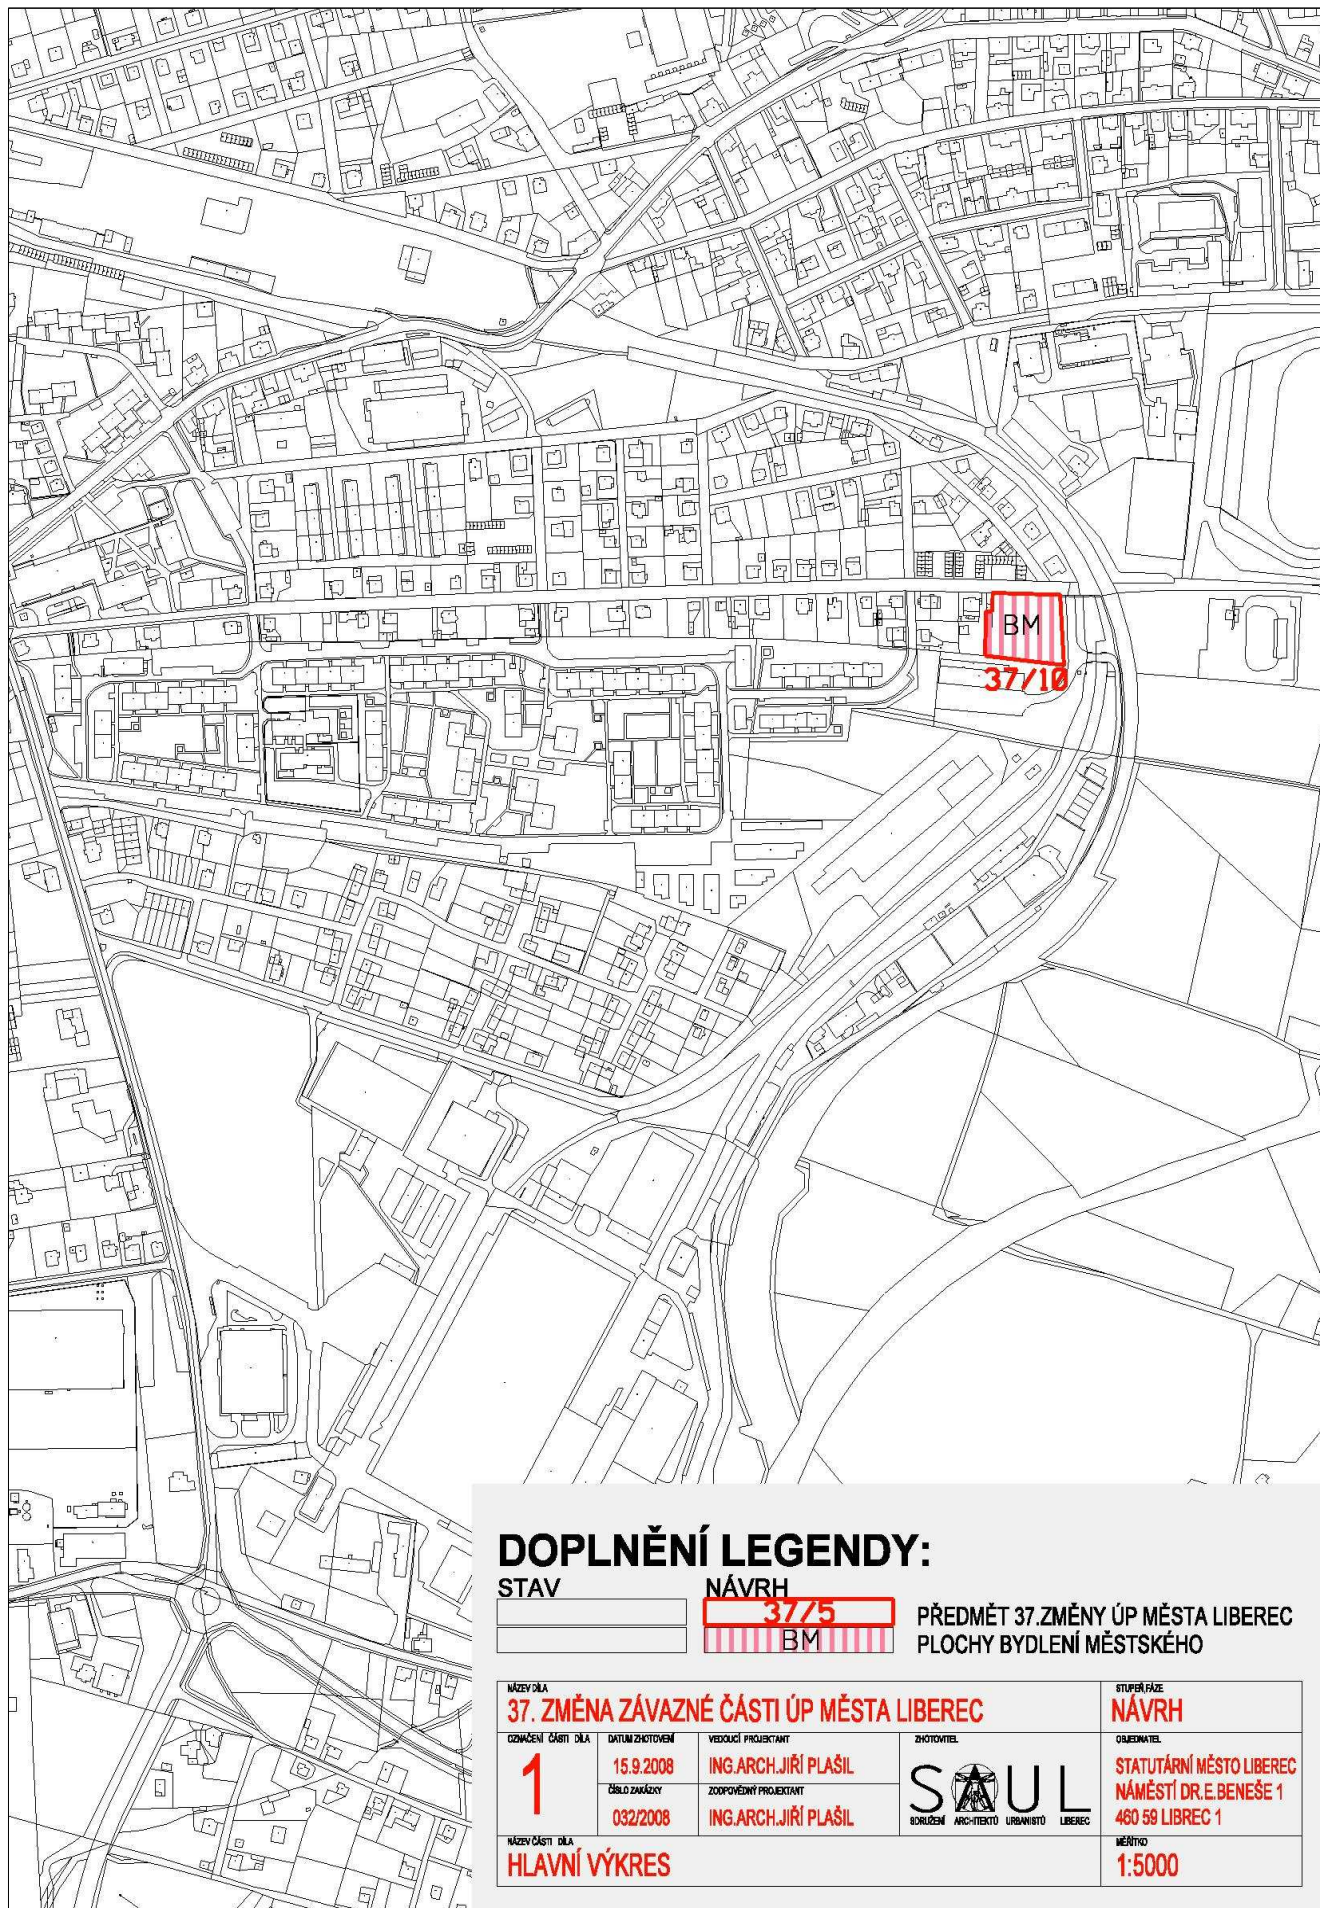 BM
37/10
DOPLNĚNÍ LEGENDY:
STAV NÁVRH
37/5 PŘEDMĚT 37.ZMĚNY ÚP MĚSTA LIBEREC
BM PLOCHY BYDLENÍ MĚSTSKÉHO
NÁZEV DÍLA
37. ZMĚNA ZÁVAZNÉ ČÁSTI ÚP MĚSTA LIBEREC
STUPEŇ,FÁZE
NÁVRH
OZNAČENÍ ČÁSTI DÍLA
1
DATUM ZHOTOVENÍ
15.9.2008
VEDOUCÍ PROJEKTANT
ING.ARCH.JIŘÍ PLAŠIL
ČÍSLO ZAKÁZKY
032/2008
ZODPOVĚDNÝ PROJEKTANT
ING.ARCH.JIŘÍ PLAŠIL
ZHOTOVITEL
SAUL
SDRUŽENÍ ARCHITEKTŮ URBANISTŮ LIBEREC
OBJEDNATEL
STATUTÁRNÍ MĚSTO LIBEREC
NÁMĚSTÍ DR.E.BENEŠE 1
460 59 LIBREC 1
NÁZEV ČÁSTI DÍLA
HLAVNÍ VÝKRES
MĚŘÍTKO
1:5000